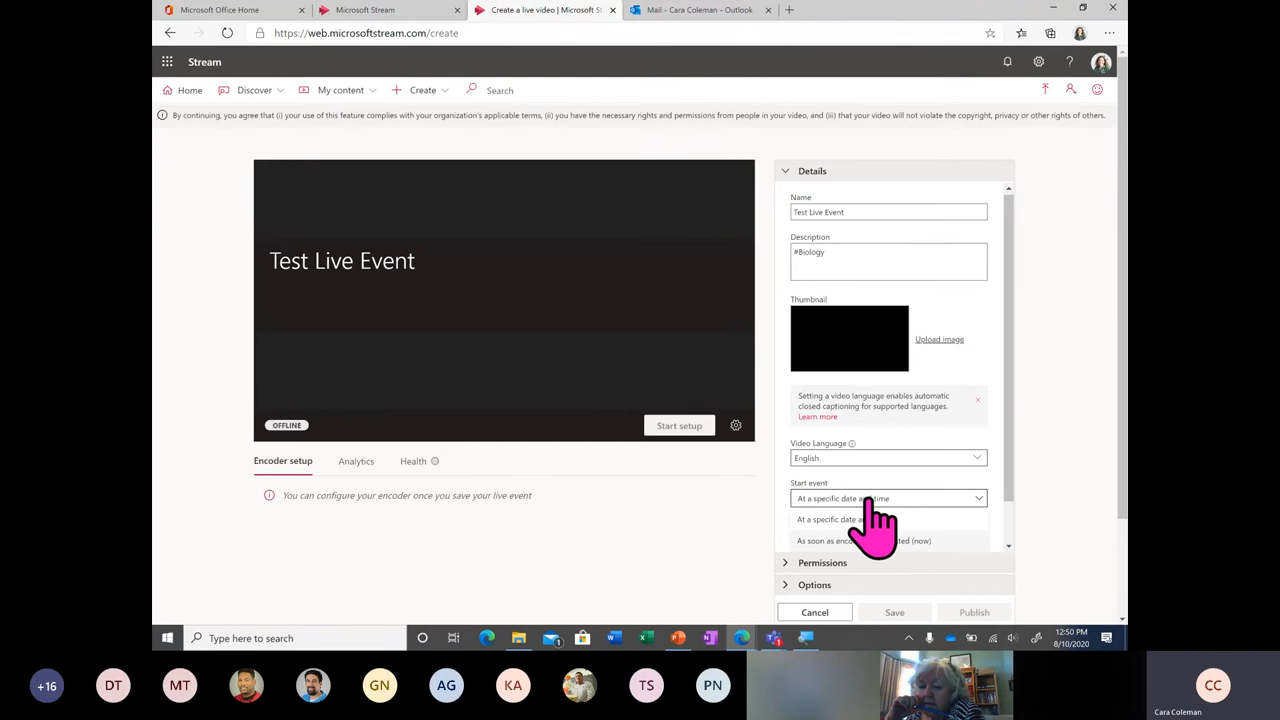 Microsoft Office Home
Microsoft Stream
Create a live video | Microsoft St
Mail - Cara Coleman - Outlook
https://web.microsoftstream.com/create
Stream
Home
Discover
My content
Create
Search
By continuing, you agree that (i) your use of this feature complies with your organization's applicable terms, (ii) you have the necessary rights and permissions from people in your video, and (iii) that your video will not violate the copyright, privacy or other rights of others.
Test Live Event
OFFLINE
Start setup
Encoder setup
Analytics
Health
You can configure your encoder once you save your live event
Details
Name
Test Live Event
Description
#Biology
Thumbnail
Upload image
Setting a video language enables automatic
closed captioning for supported languages.
Learn more
Video Language
English
Start event
At a specific date time
At a specific date
As soon as (now)
Permissions
Options
Cancel
Save
Publish
Type here to search
12:50 PM
8/10/2020
+16
DT
MT
GN
AG
KA
TS
PN
CC
Cara Coleman